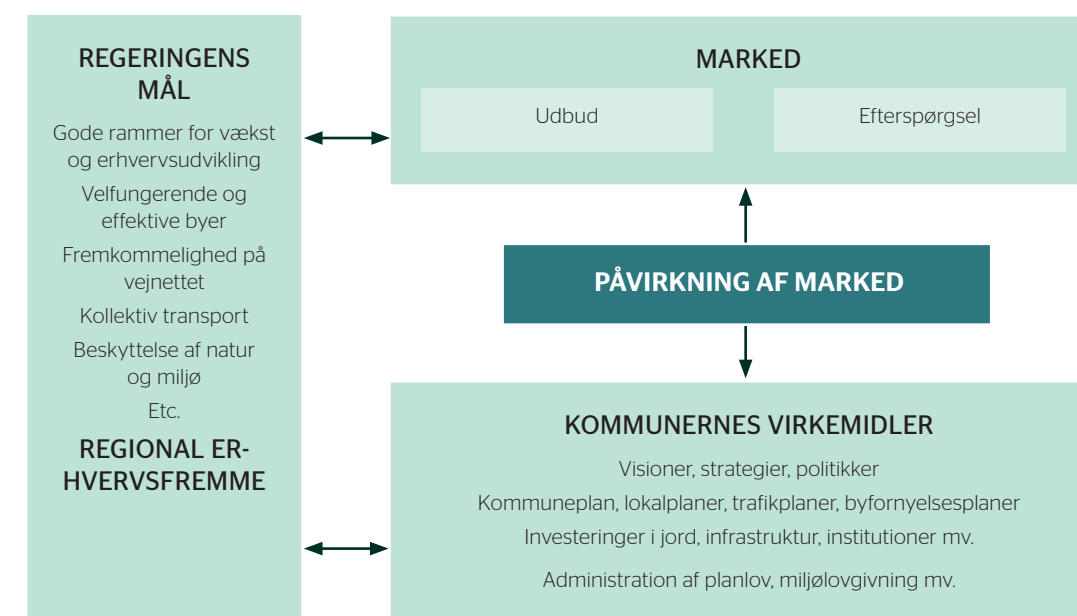 REGERINGENS
MÅL
Gode rammer for vækst
og erhvervsudvikling
Velfungerende og
effektive byer
Fremkommelighed på
vejnettet
Kollektiv transport
Beskyttelse af natur
og miljø
Etc.
REGIONAL ER-
HVERVSFREMME
MARKED
Udbud
Efterspørgsel
PÅVIRKNING AF MARKED
KOMMUNERNES VIRKEMIDLER
Visioner, strategier, politikker
Kommuneplan, lokalplaner, trafikplaner, byfornyelsesplaner
Investeringer i jord, infrastruktur, institutioner mv.
Administration af planlov, miljølovgivning mv.